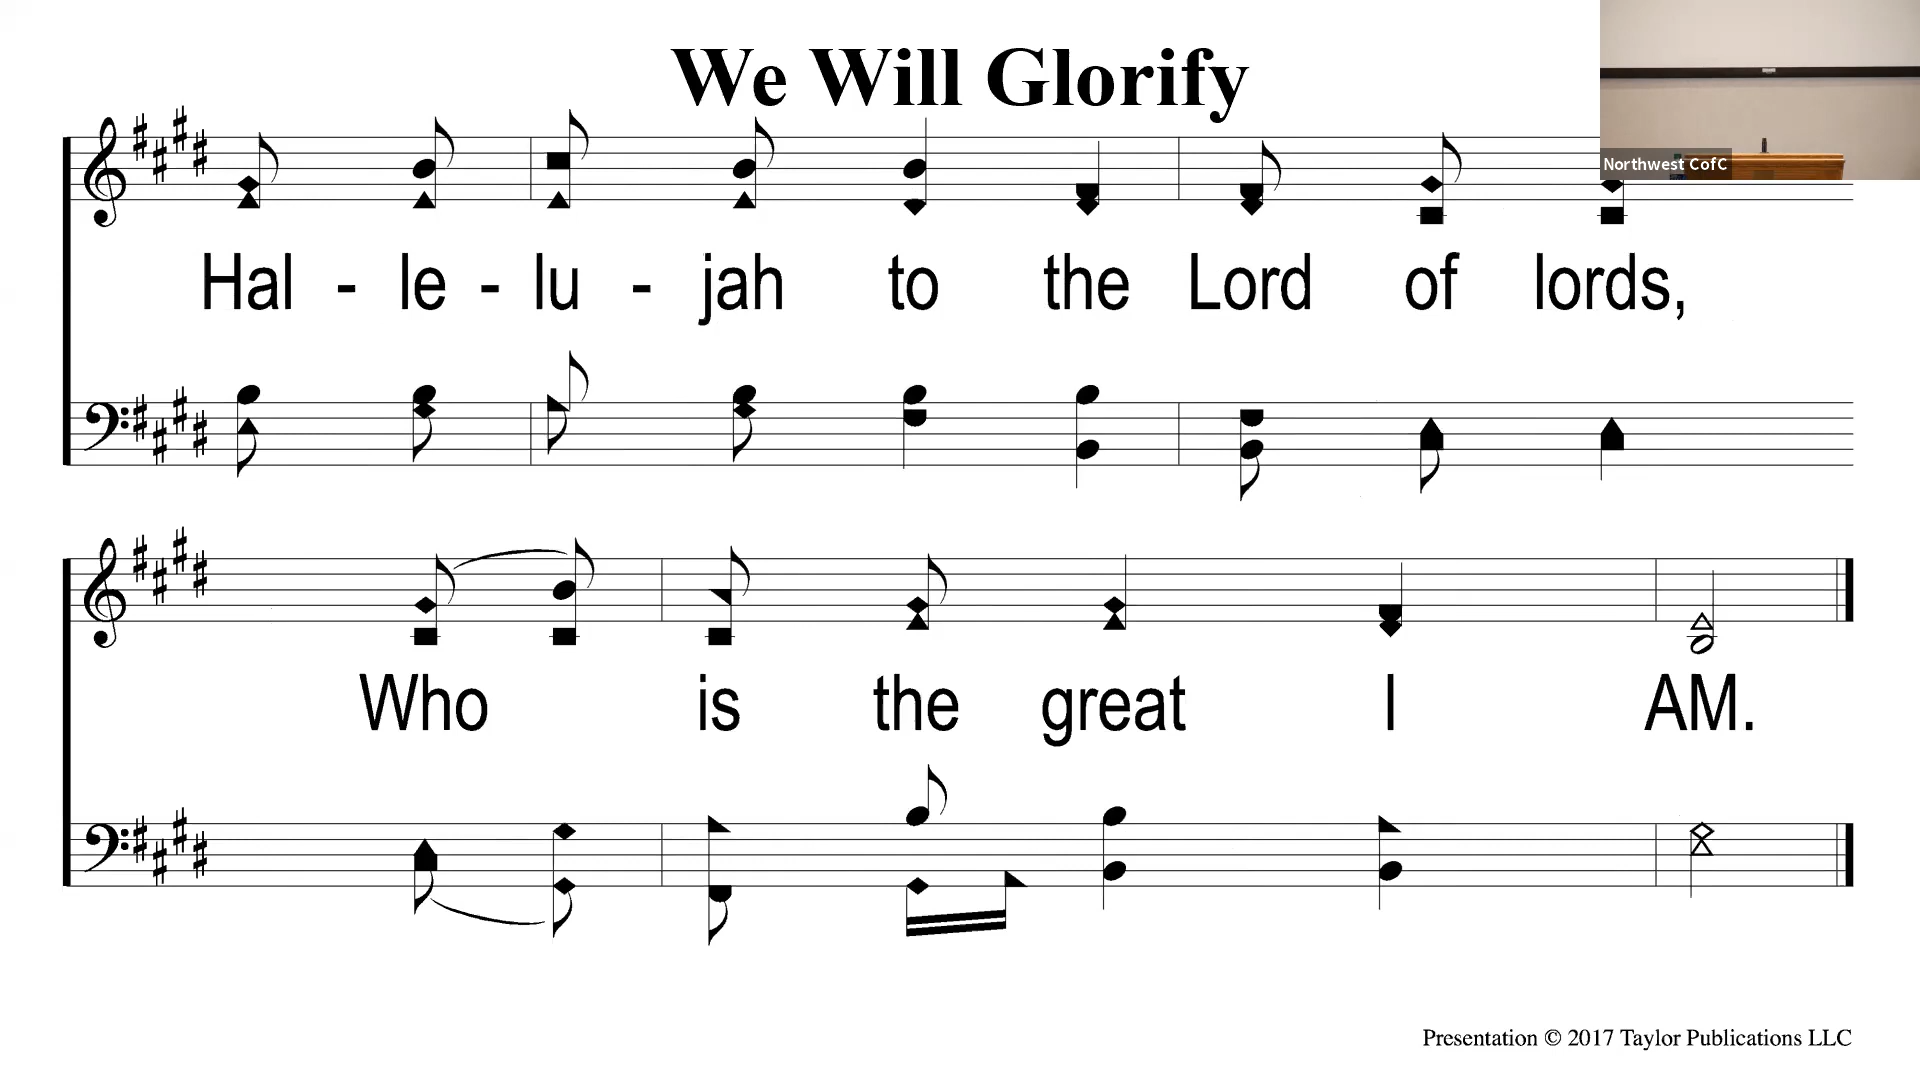 We Will Glorify
Northwest CofC
Hal - le - lu - jah to the Lord of lords,
Who is the great I AM.
Presentation © 2017 Taylor Publications LLC